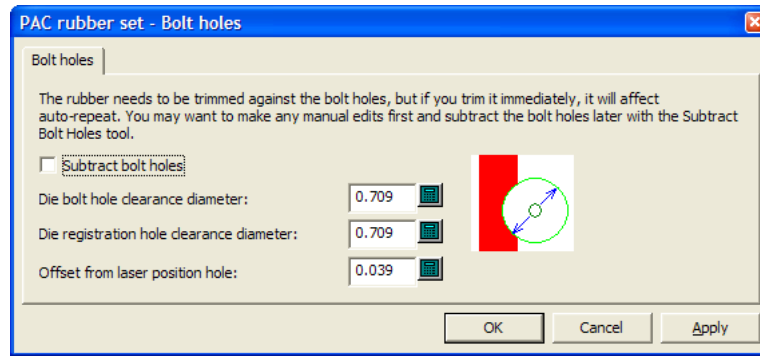 PAC rubber set - Bolt holes
Bolt holes
The rubber needs to be trimmed against the bolt holes, but if you trim it immediately, it will affect
auto-repeat. You may want to make any manual edits first and subtract the bolt holes later with the Subtract
Bolt Holes tool.
Subtract bolt holes
Die bolt hole clearance diameter: 0.709
Die registration hole clearance diameter: 0.709
Offset from laser position hole: 0.039
OK Cancel Apply